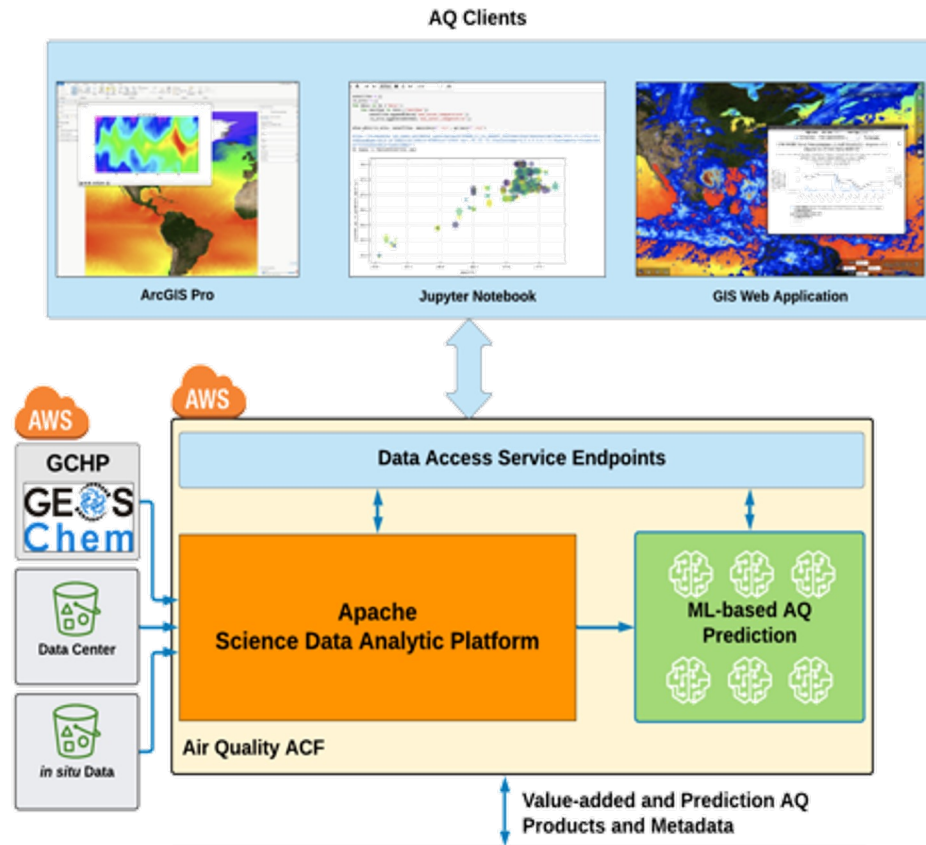 AQ Clients
ArcGIS Pro
Jupyter Notebook
GIS Web Application
AWS
AWS
GCHP
GEOS
Chem
Data Center
in situ Data
Data Access Service Endpoints
Apache
Science Data Analytic Platform
ML-based AQ
Prediction
Air Quality ACF
Value-added and Prediction AQ
Products and Metadata